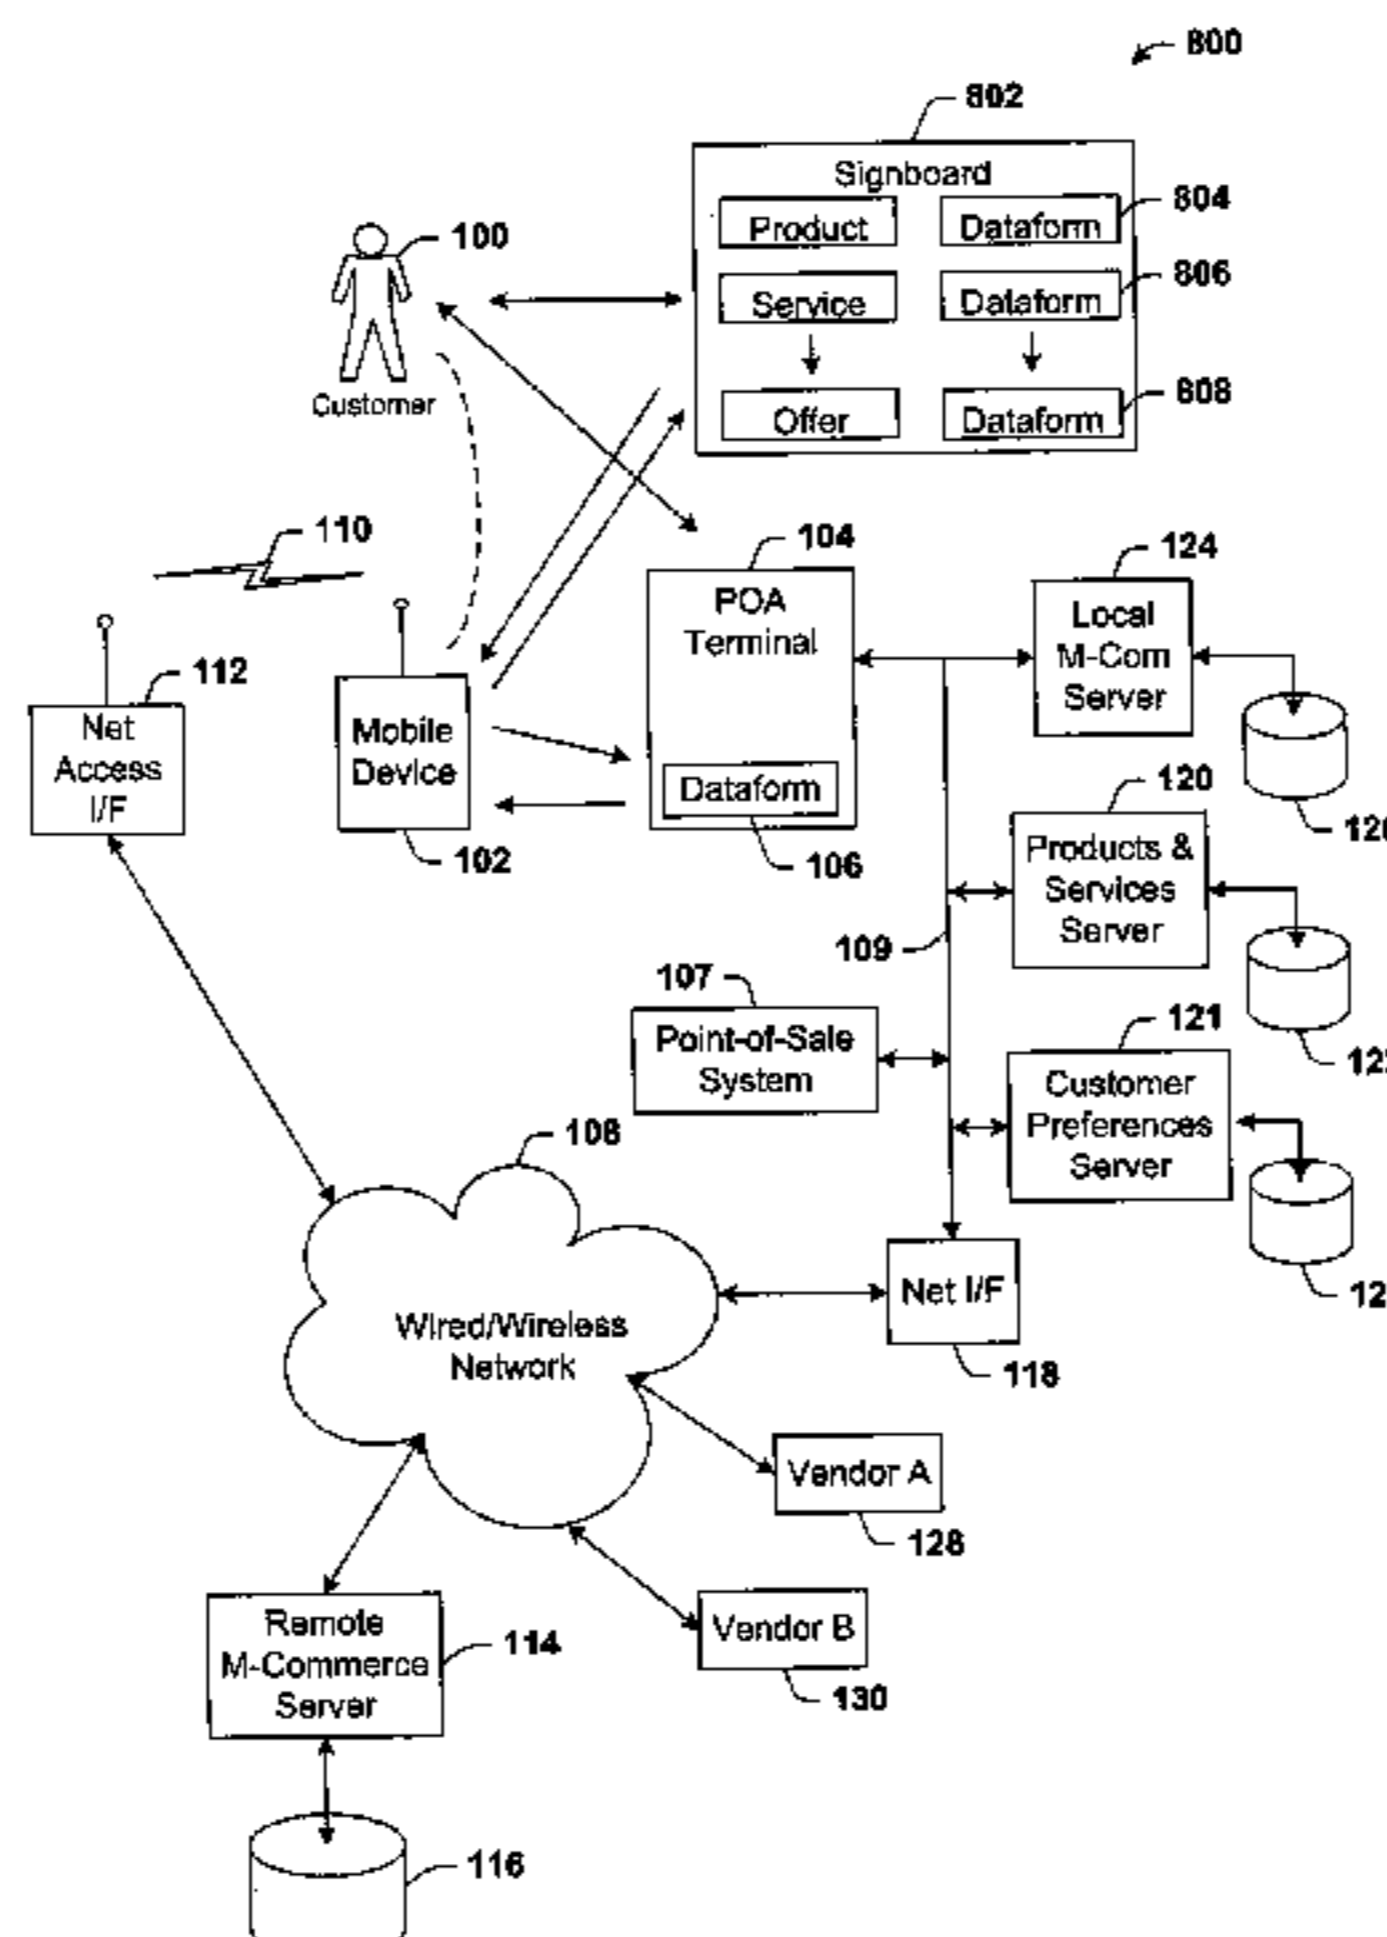 800
802
Signboard
Product
Dataform
804
Service
Dataform
806
Offer
Dataform
808
100
Customer
110
104
POA
Terminal
124
Local
M-Com
Server
112
Net
Access
I/F
Mobile
Device
102
Dataform
106
120
Products &
Services
Server
109
107
Point-of-Sale
System
121
Customer
Preferences
Server
108
Wired/Wireless
Network
Net I/F
118
Vendor A
128
Vendor B
130
Remote
M-Commerce
Server
114
116